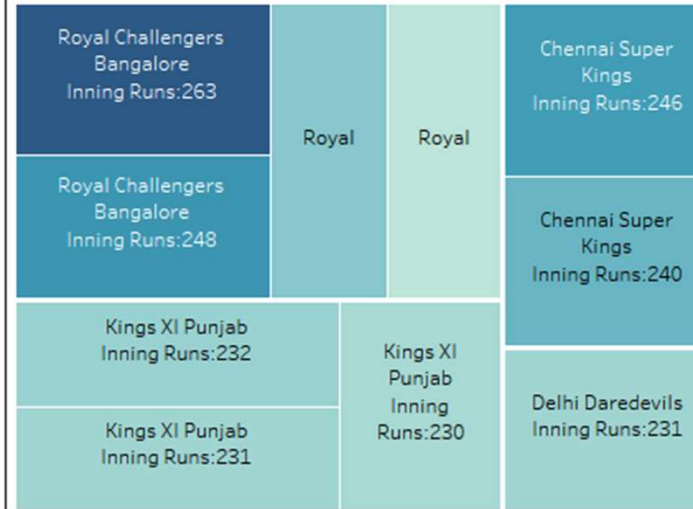 Royal Challengers
Bangalore
Inning Runs:263
Royal Challengers
Bangalore
Inning Runs:248
Royal
Royal
Chennai Super
Kings
Inning Runs:246
Chennai Super
Kings
Inning Runs:240
Kings XI Punjab
Inning Runs:232
Kings XI Punjab
Inning Runs:231
Kings XI
Punjab
Inning
Runs:230
Delhi Daredevils
Inning Runs:231